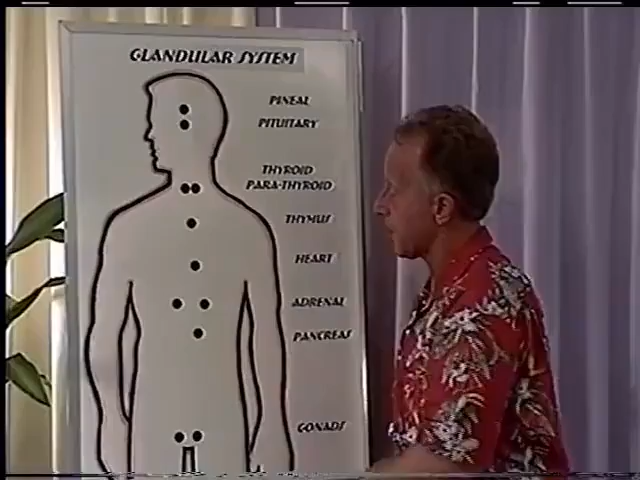 GLANDULAR SYSTEM
PINEAL
PITUITARY
THYROID
PARA-THYROID
THYMUS
HEART
ADRENAL
PANCREAS
GONADS